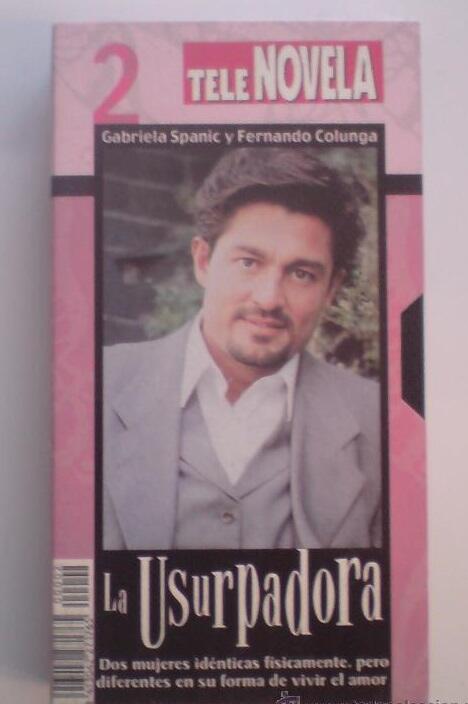 2
TELE NOVELA
Gabriela Spanic y Fernando Colunga
La Usurpadora
Dos mujeres idénticas físicamente, pero
diferentes en su forma de vivir el amor